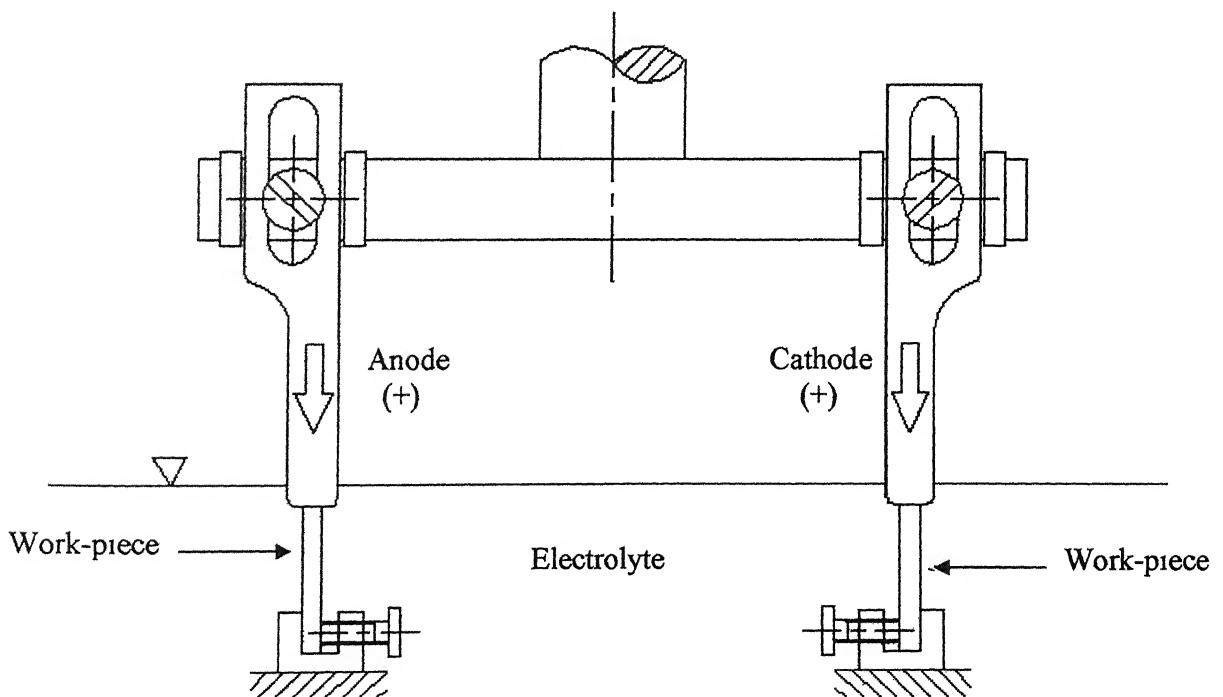 Anode
(+)
Cathode
(+)
Work-pıece
Electrolyte
Work-pıece